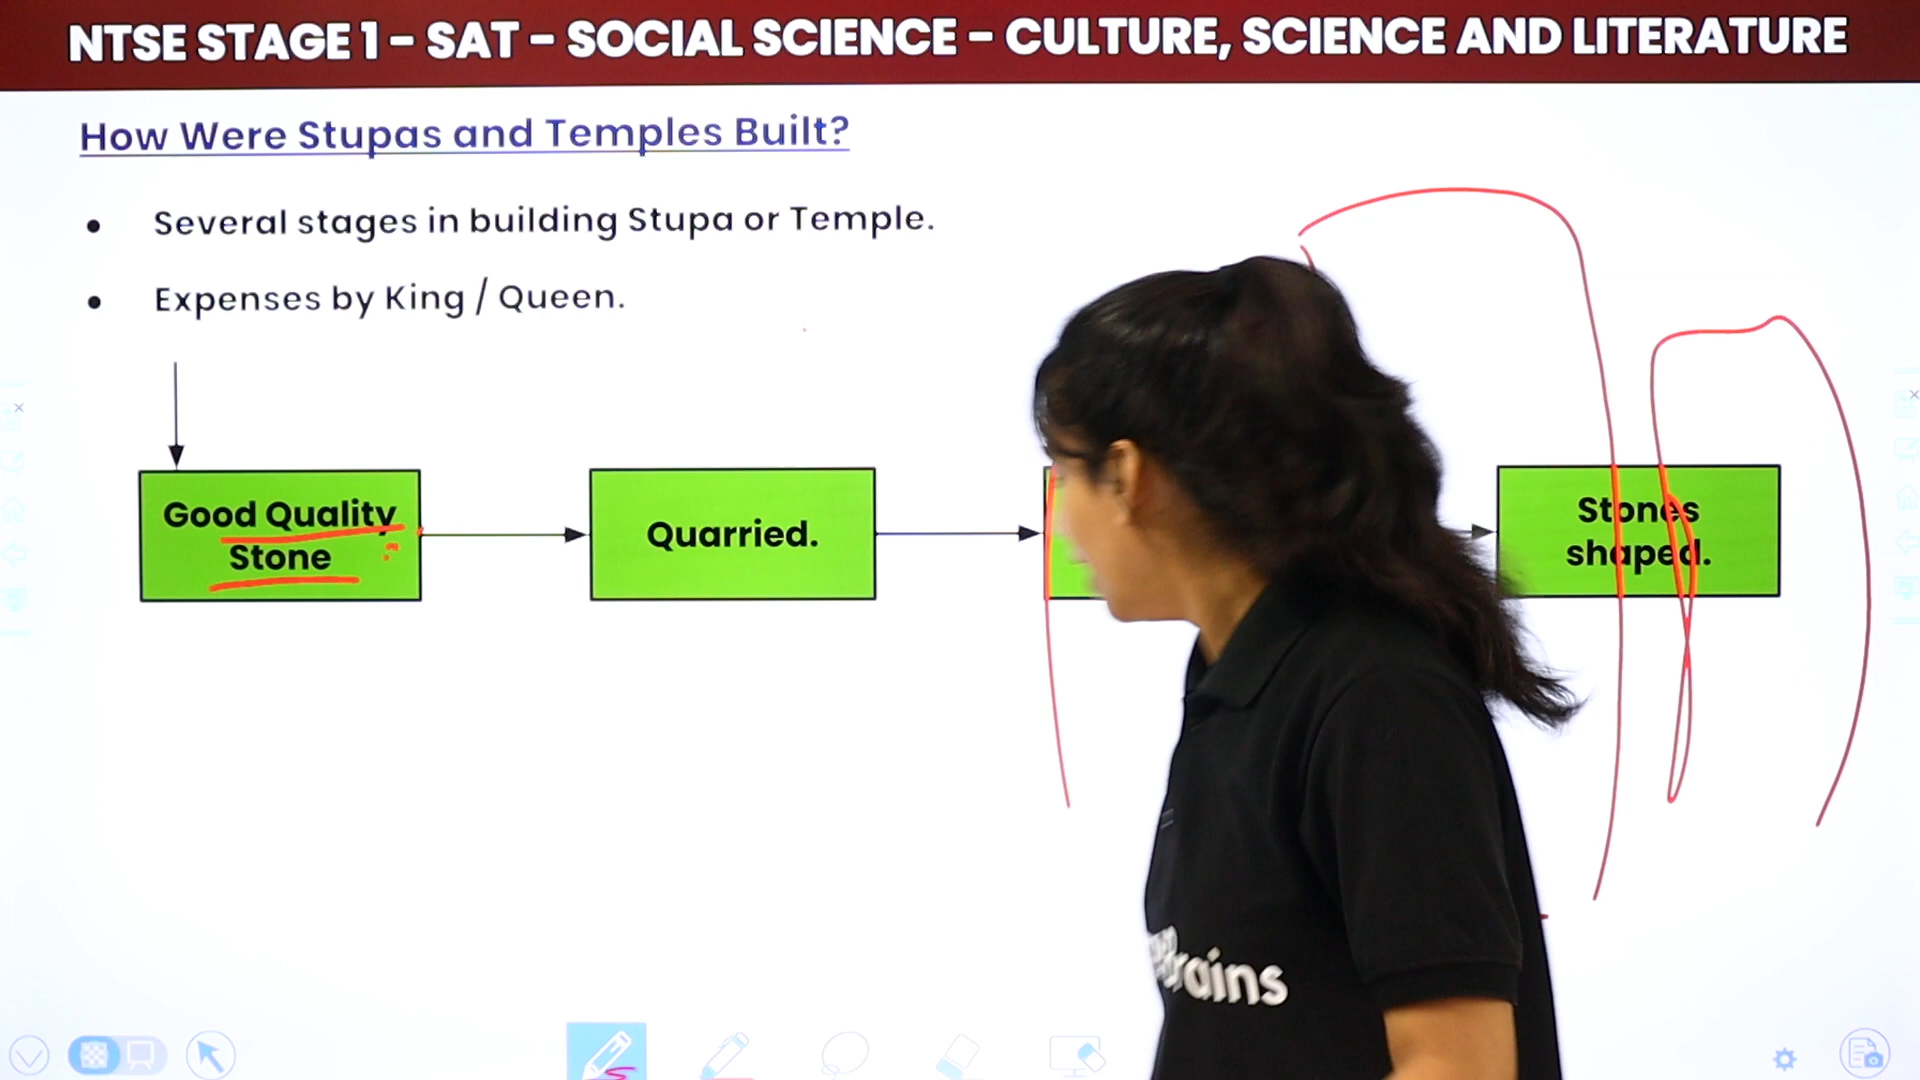 NTSE STAGE 1 - SAT - SOCIAL SCIENCE - CULTURE, SCIENCE AND LITERATURE
How Were Stupas and Temples Built?
• Several stages in building Stupa or Temple.
• Expenses by King / Queen.
Good Quality
Stone
Quarried.
Stones
shaped.
rains